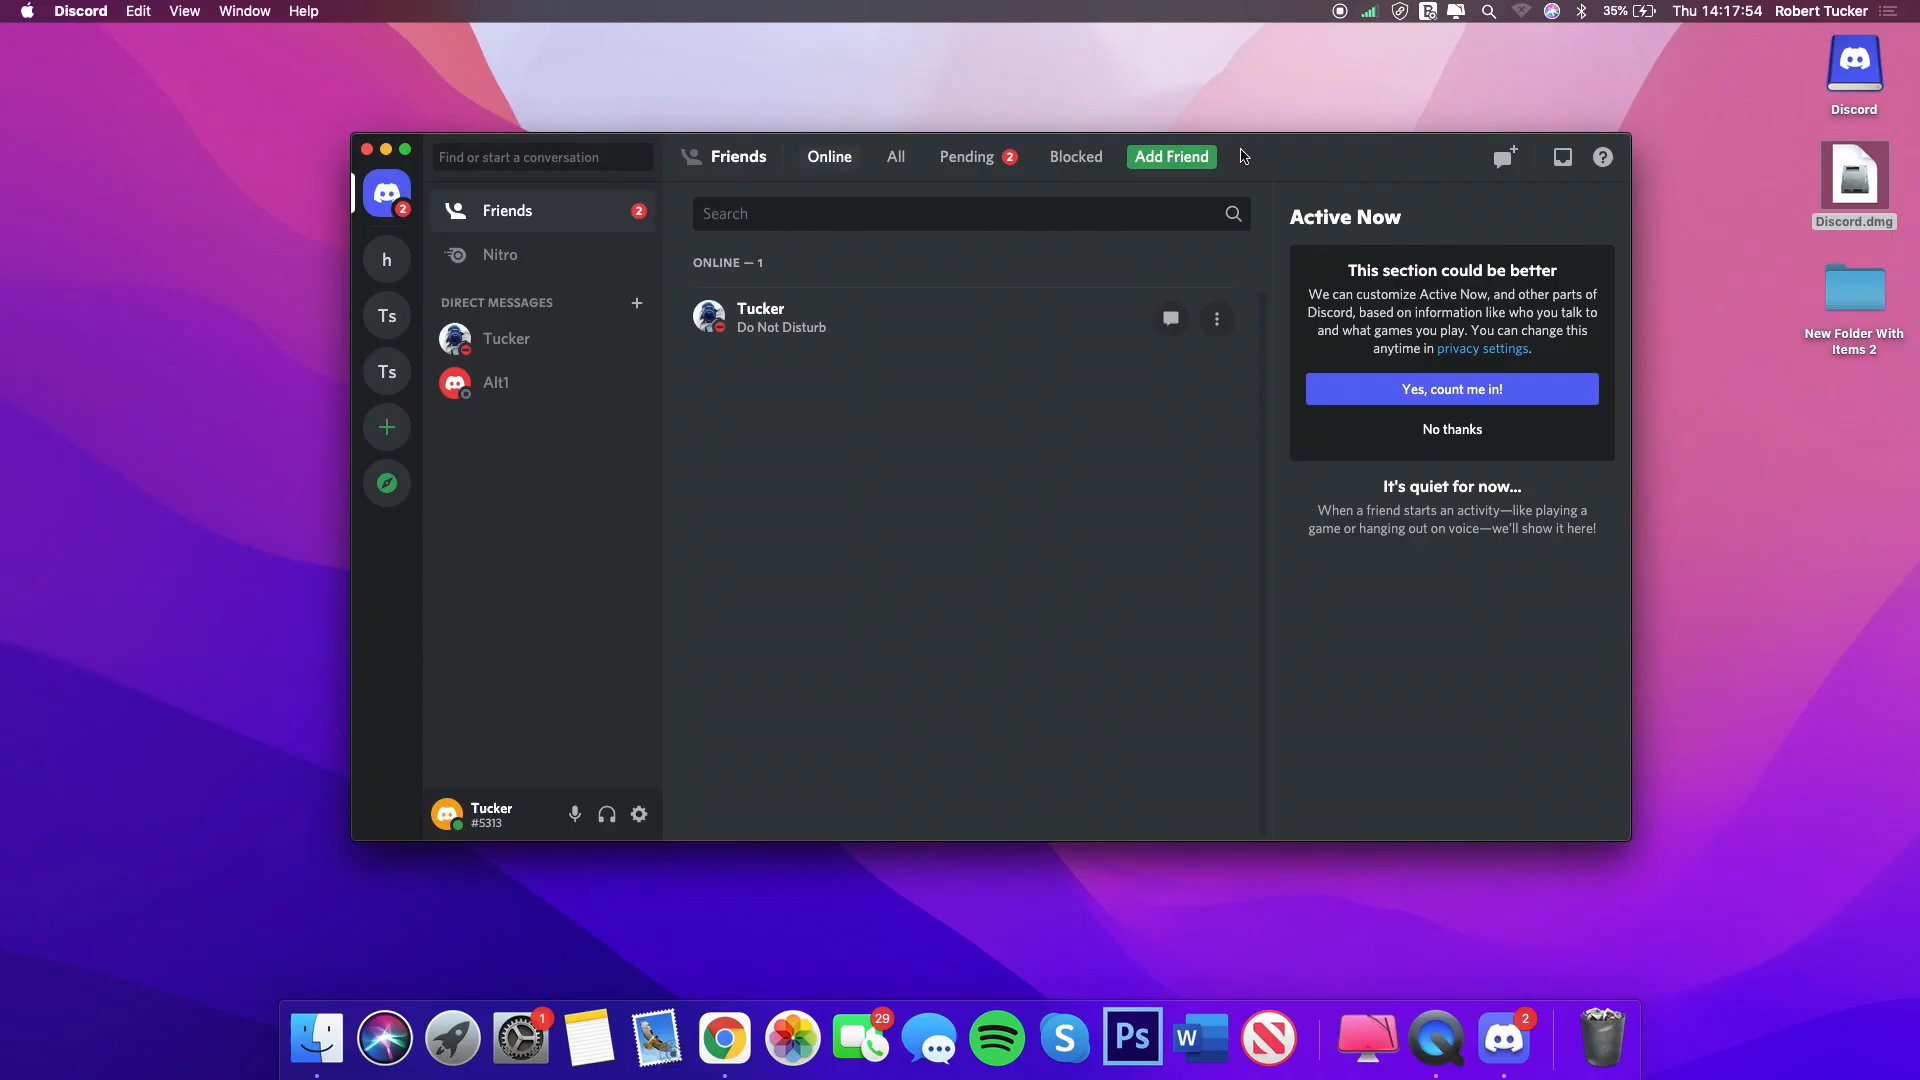 Discord Edit View Window Help
35% Thu 14:17:54 Robert Tucker
Discord
Discord.dmg
New Folder With
Items 2
Find or start a conversation
Friends Online All Pending 2 Blocked Add Friend
2
h
Ts
Ts
Friends 2
Nitro
DIRECT MESSAGES
Tucker
Alt1
Tucker
#5313
Search
ONLINE — 1
Tucker
Do Not Disturb
Active Now
This section could be better
We can customize Active Now, and other parts of
Discord, based on information like who you talk to
and what games you play. You can change this
anytime in privacy settings.
Yes, count me in!
No thanks
It's quiet for now...
When a friend starts an activity—like playing a
game or hanging out on voice—we'll show it here!
1
29
S
Ps
W
2